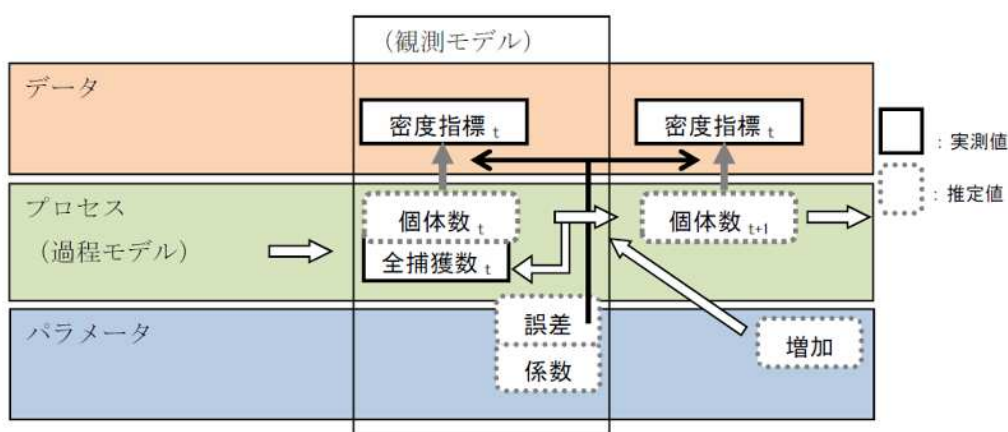 (観測モデル)
データ
密度指標 t
密度指標 t
: 実測値
: 推定値
プロセス
(過程モデル)
個体数 t
全捕獲数 t
個体数 t+1
パラメータ
誤差
係数
増加